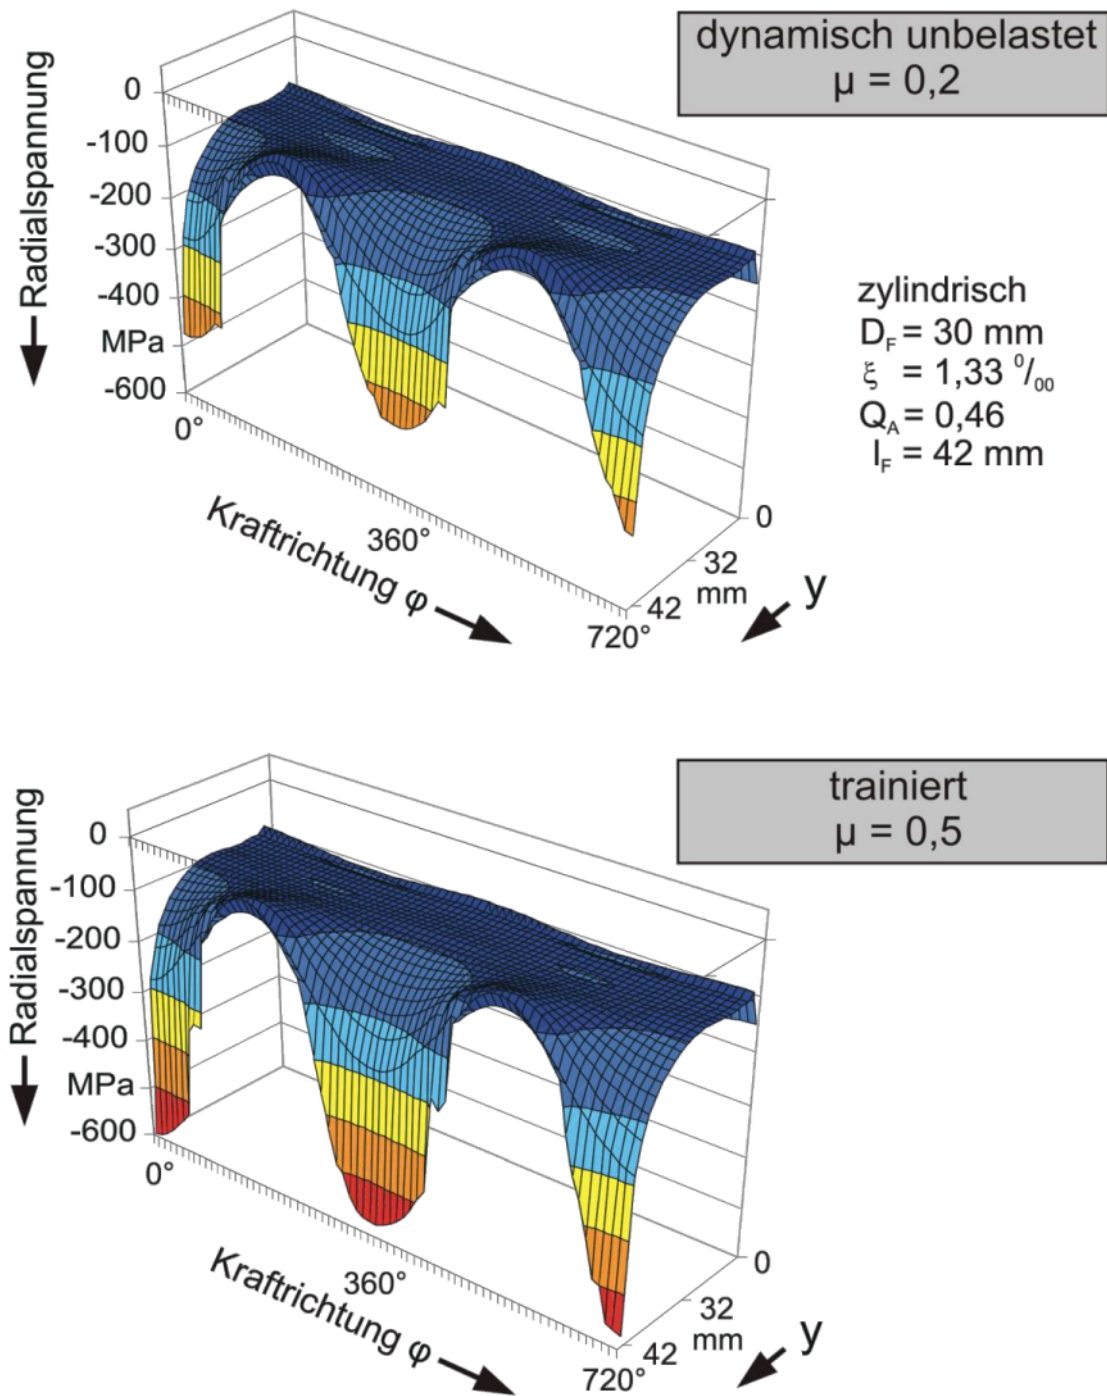 dynamisch unbelastet
μ = 0,2
Radialspannung
0
-100
-200
-300
-400
MPa
-600
0°
360°
720°
Kraftrichtung φ
0
32
mm
42
y
zylindrisch
D_F = 30 mm
ξ = 1,33 ⁰/₀₀
Q_A = 0,46
l_F = 42 mm
trainiert
μ = 0,5
Radialspannung
0
-100
-200
-300
-400
MPa
-600
0°
360°
720°
Kraftrichtung φ
0
32
mm
42
y